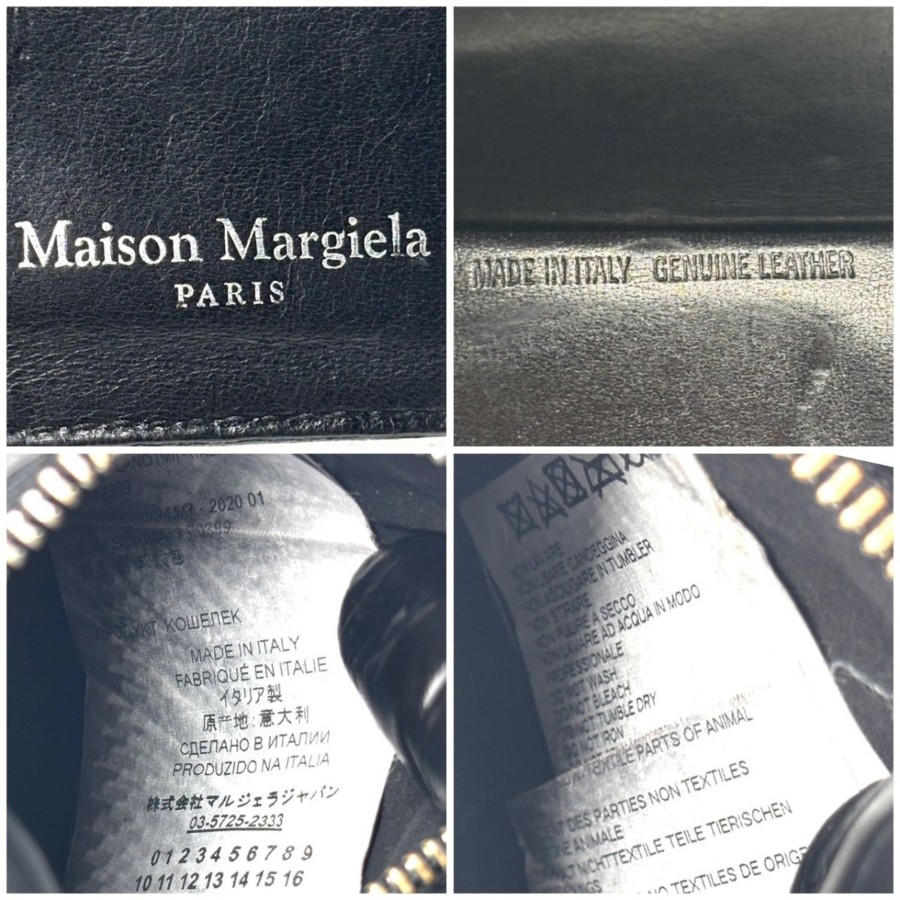 Maison Margiela
PARIS
MADE IN ITALY GENUINE LEATHER
2020 01
КОШЕЛЕК
MADE IN ITALY
FABRIQUÉ EN ITALIE
イタリア製
原产地:意大利
СДЕЛАНО В ИТАЛИИ
PRODUZIDO NA ITALIA
株式会社マルジェラジャパン
03-5725-2333
0 1 2 3 4 5 6 7 8 9
10 11 12 13 14 15 16
NON USARE CANDEGGINA
NON ASCIUGARE IN TUMBLER
NON STIRARE
NON PULIRE A SECCO
NON LAVARE AD ACQUA IN MODO
PROFESSIONALE
DO NOT WASH
DO NOT BLEACH
DO NOT TUMBLE DRY
DO NOT IRON
PARTS OF ANIMAL
DES PARTIES NON TEXTILES
ANIMALE
NICHTTEXTILE TEILE TIERISCHEN
TEXTILES DE